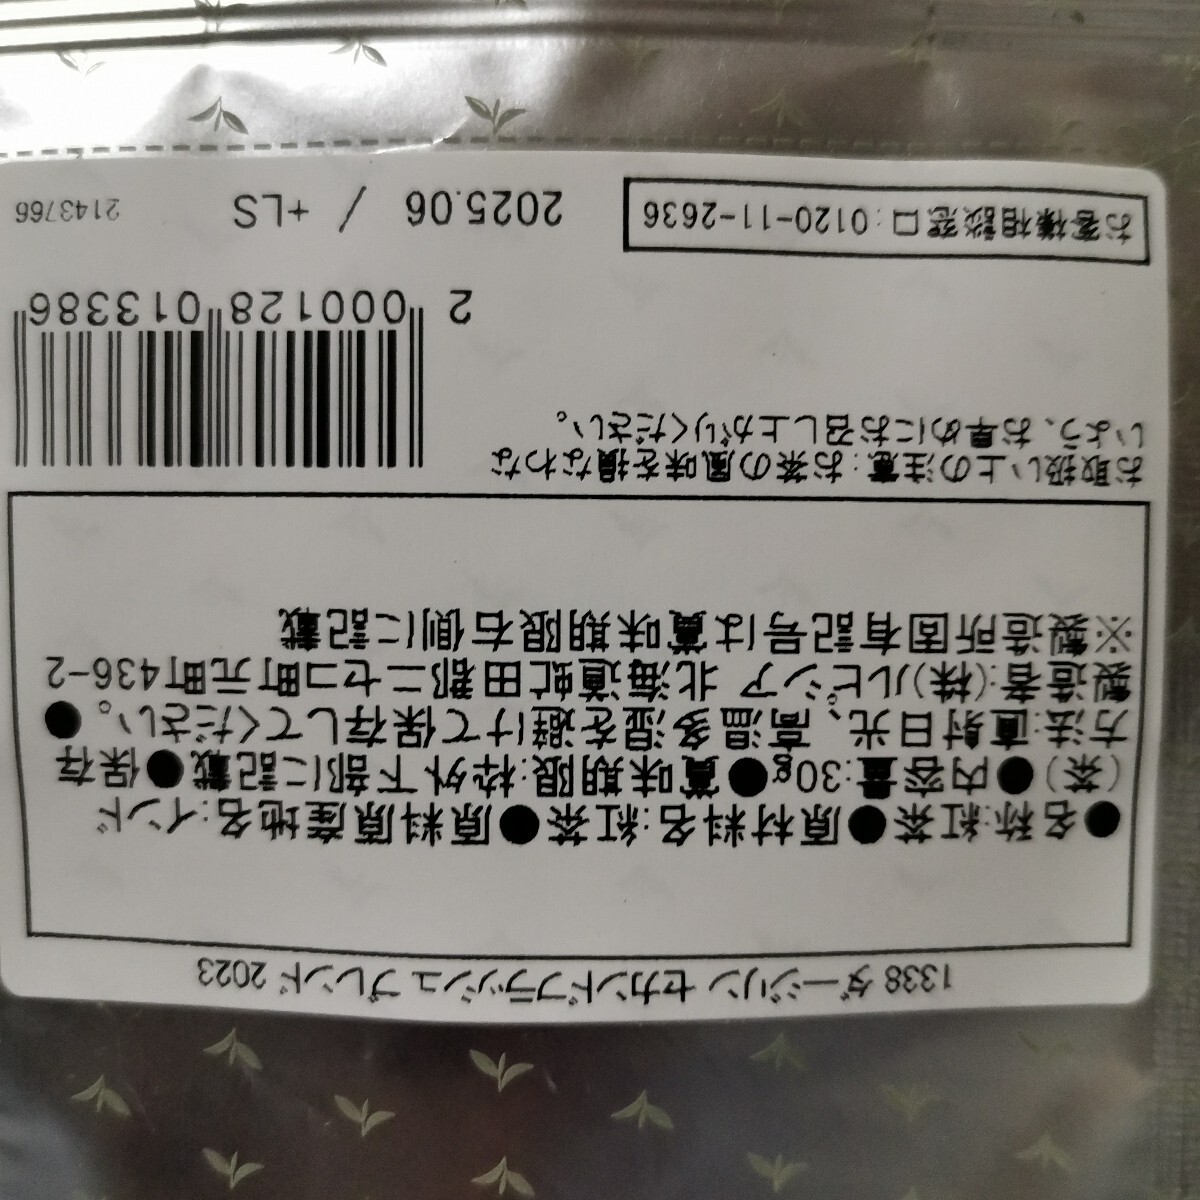 1338 ダージリン セカンドフラッシュ ブレンド 2023
●名称:紅茶●原材料名:紅茶●原料原産地名:インド
(茶)●内容量:30g●賞味期限:枠外下部に記載●保存
方法:直射日光、高温多湿を避けて保存してください。●
製造者:(株)ルピシア 北海道虻田郡ニセコ町元町436-2
※製造所固有記号は賞味期限右側に記載
お取扱い上の注意:お茶の風味を損なわな
いよう、お早めにお召し上がりください。
2 000128 013386
お客様相談窓口:0120-11-2636
2025.06 / +LS 2143766